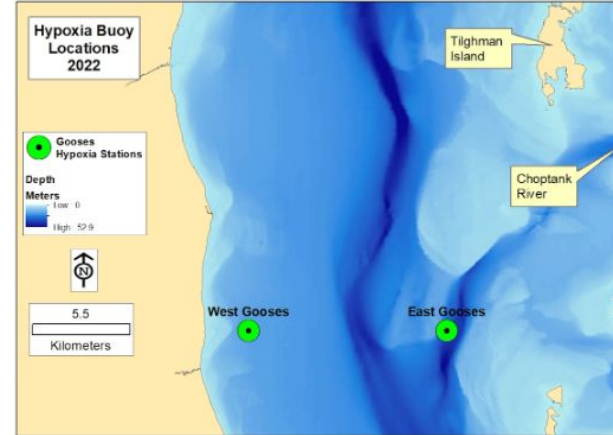 Hypoxia Buoy
Locations
2022
Tilghman
Island
Gooses
Hypoxia Stations
Depth
Meters
Low : 0
High : 52.9
Choptank
River
N
5.5
Kilometers
West Gooses
East Gooses